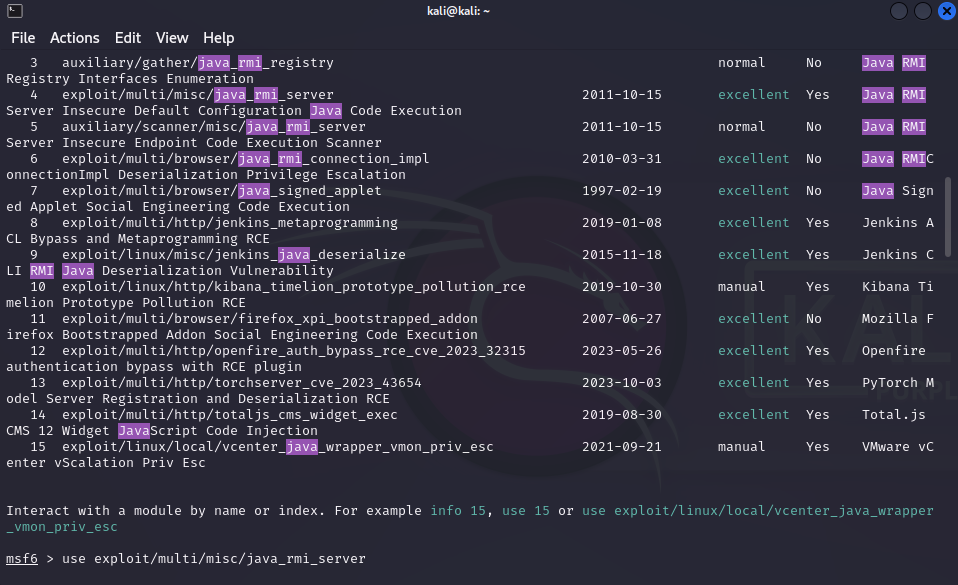 kali@kali: ~
File Actions Edit View Help
3 auxiliary/gather/java_rmi_registry normal No Java RMI
Registry Interfaces Enumeration
4 exploit/multi/misc/java_rmi_server 2011-10-15 excellent Yes Java RMI
Server Insecure Default Configuration Java Code Execution
5 auxiliary/scanner/misc/java_rmi_server 2011-10-15 normal No Java RMI
Server Insecure Endpoint Code Execution Scanner
6 exploit/multi/browser/java_rmi_connection_impl 2010-03-31 excellent No Java RMIC
onnectionImpl Deserialization Privilege Escalation
7 exploit/multi/browser/java_signed_applet 1997-02-19 excellent No Java Sign
ed Applet Social Engineering Code Execution
8 exploit/multi/http/jenkins_metaprogramming 2019-01-08 excellent Yes Jenkins A
CL Bypass and Metaprogramming RCE
9 exploit/linux/misc/jenkins_java_deserialize 2015-11-18 excellent Yes Jenkins C
LI RMI Java Deserialization Vulnerability
10 exploit/linux/http/kibana_timelion_prototype_pollution_rce 2019-10-30 manual Yes Kibana Ti
melion Prototype Pollution RCE
11 exploit/multi/browser/firefox_xpi_bootstrapped_addon 2007-06-27 excellent No Mozilla F
irefox Bootstrapped Addon Social Engineering Code Execution
12 exploit/multi/http/openfire_auth_bypass_rce_cve_2023_32315 2023-05-26 excellent Yes Openfire
authentication bypass with RCE plugin
13 exploit/multi/http/torchserver_cve_2023_43654 2023-10-03 excellent Yes PyTorch M
odel Server Registration and Deserialization RCE
14 exploit/multi/http/totaljs_cms_widget_exec 2019-08-30 excellent Yes Total.js
CMS 12 Widget JavaScript Code Injection
15 exploit/linux/local/vcenter_java_wrapper_vmon_priv_esc 2021-09-21 manual Yes VMware vC
enter vScalation Priv Esc
Interact with a module by name or index. For example info 15, use 15 or use exploit/linux/local/vcenter_java_wrapper
_vmon_priv_esc
msf6 > use exploit/multi/misc/java_rmi_server